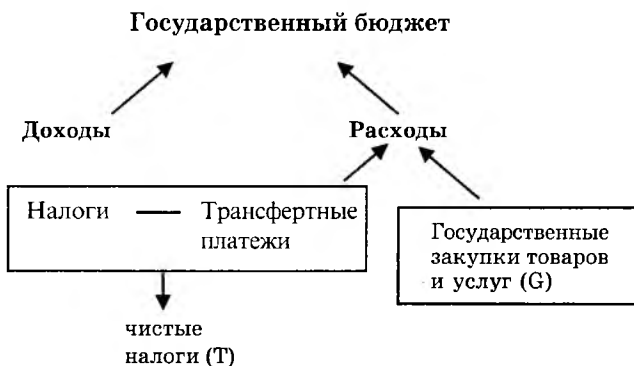 Государственный бюджет
Доходы
Расходы
Налоги — Трансфертные
платежи
Государственные
закупки товаров
и услуг (G)
чистые
налоги (T)